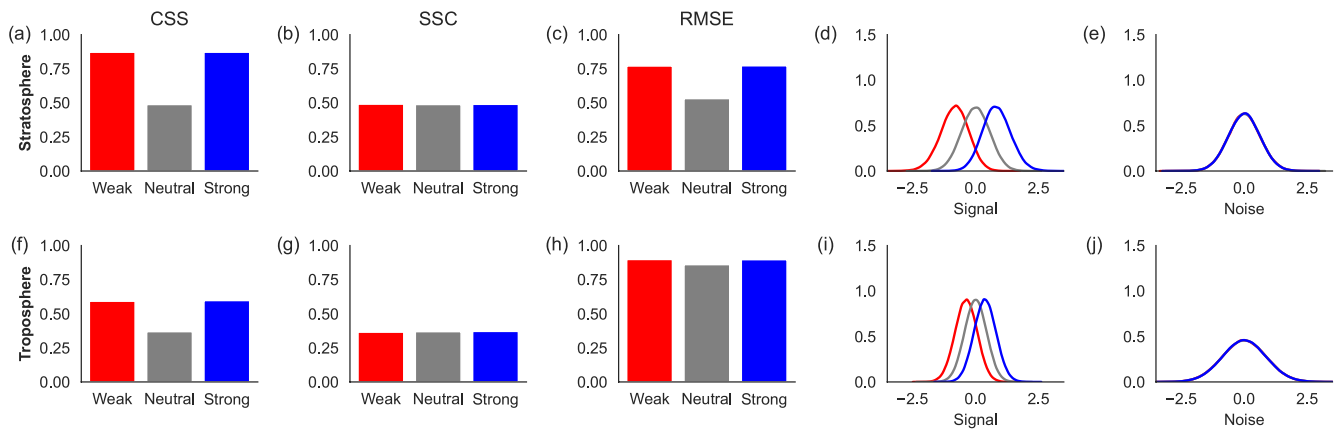 CSS SSC RMSE
(a) (b) (c) (d) (e)
Stratosphere
1.00 1.00 1.00 1.5 1.5
0.75 0.75 0.75 1.0 1.0
0.50 0.50 0.50 0.5 0.5
0.25 0.25 0.25 0.0 0.0
0.00 0.00 0.00
Weak Neutral Strong Weak Neutral Strong Weak Neutral Strong −2.5 0.0 2.5 −2.5 0.0 2.5
Signal Noise
(f) (g) (h) (i) (j)
Troposphere
1.00 1.00 1.00 1.5 1.5
0.75 0.75 0.75 1.0 1.0
0.50 0.50 0.50 0.5 0.5
0.25 0.25 0.25 0.0 0.0
0.00 0.00 0.00
Weak Neutral Strong Weak Neutral Strong Weak Neutral Strong −2.5 0.0 2.5 −2.5 0.0 2.5
Signal Noise